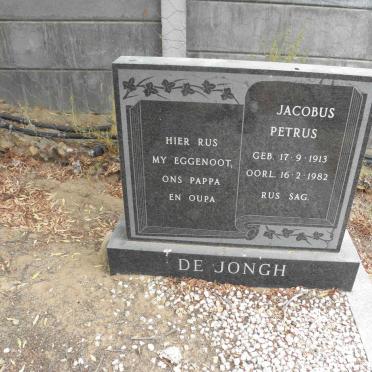 HIER RUS
MY EGGENOOT,
ONS PAPPA
EN OUPA
JACOBUS
PETRUS
GEB. 17·9·1913
OORL. 16·2·1982
RUS SAG.
DE JONGH